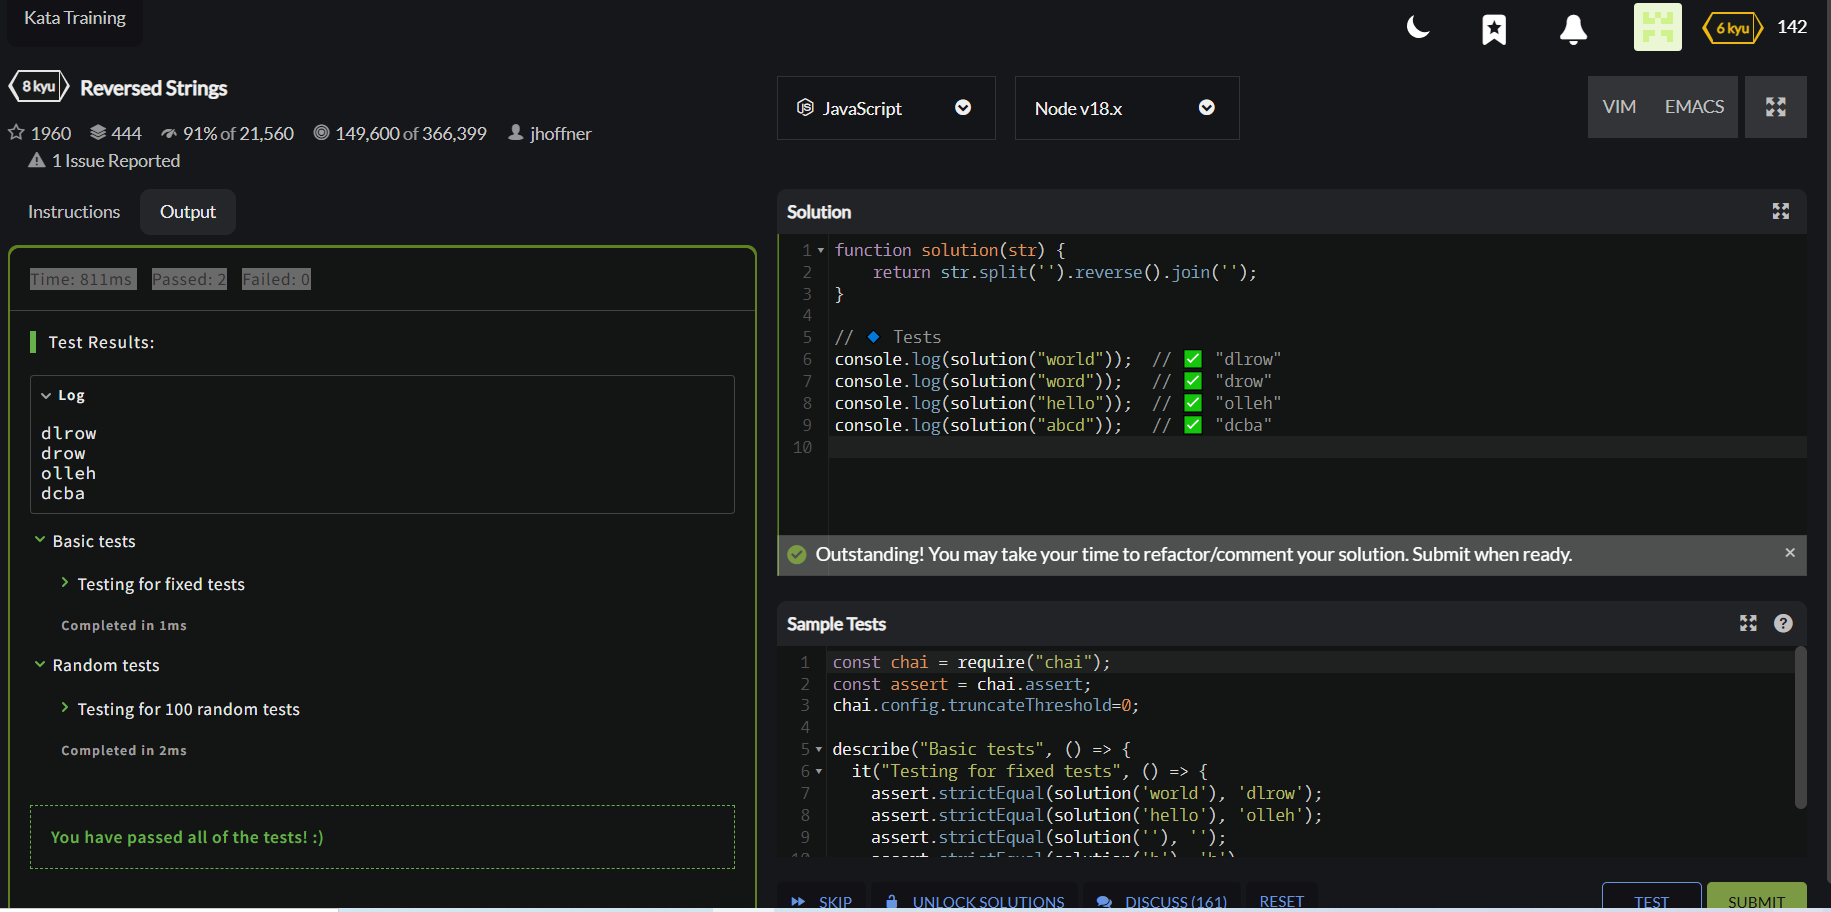 Kata Training
6 kyu 142
8 kyu Reversed Strings
1960 444 91% of 21,560 149,600 of 366,399 jhoffner
1 Issue Reported
JavaScript
Node v18.x
VIM EMACS
Instructions Output
Time: 811ms Passed: 2 Failed: 0
Test Results:
Log
dlrow
drow
olleh
dcba
Basic tests
Testing for fixed tests
Completed in 1ms
Random tests
Testing for 100 random tests
Completed in 2ms
You have passed all of the tests! :)
Solution
1 function solution(str) {
2 return str.split('').reverse().join('');
3 }
4
5 // 🔹 Tests
6 console.log(solution("world")); // ✅ "dlrow"
7 console.log(solution("word")); // ✅ "drow"
8 console.log(solution("hello")); // ✅ "olleh"
9 console.log(solution("abcd")); // ✅ "dcba"
10
Outstanding! You may take your time to refactor/comment your solution. Submit when ready.
Sample Tests
1 const chai = require("chai");
2 const assert = chai.assert;
3 chai.config.truncateThreshold=0;
4
5 describe("Basic tests", () => {
6 it("Testing for fixed tests", () => {
7 assert.strictEqual(solution('world'), 'dlrow');
8 assert.strictEqual(solution('hello'), 'olleh');
9 assert.strictEqual(solution(''), '');
10 assert.strictEqual(solution('h'), 'h')
SKIP UNLOCK SOLUTIONS DISCUSS (161) RESET TEST SUBMIT